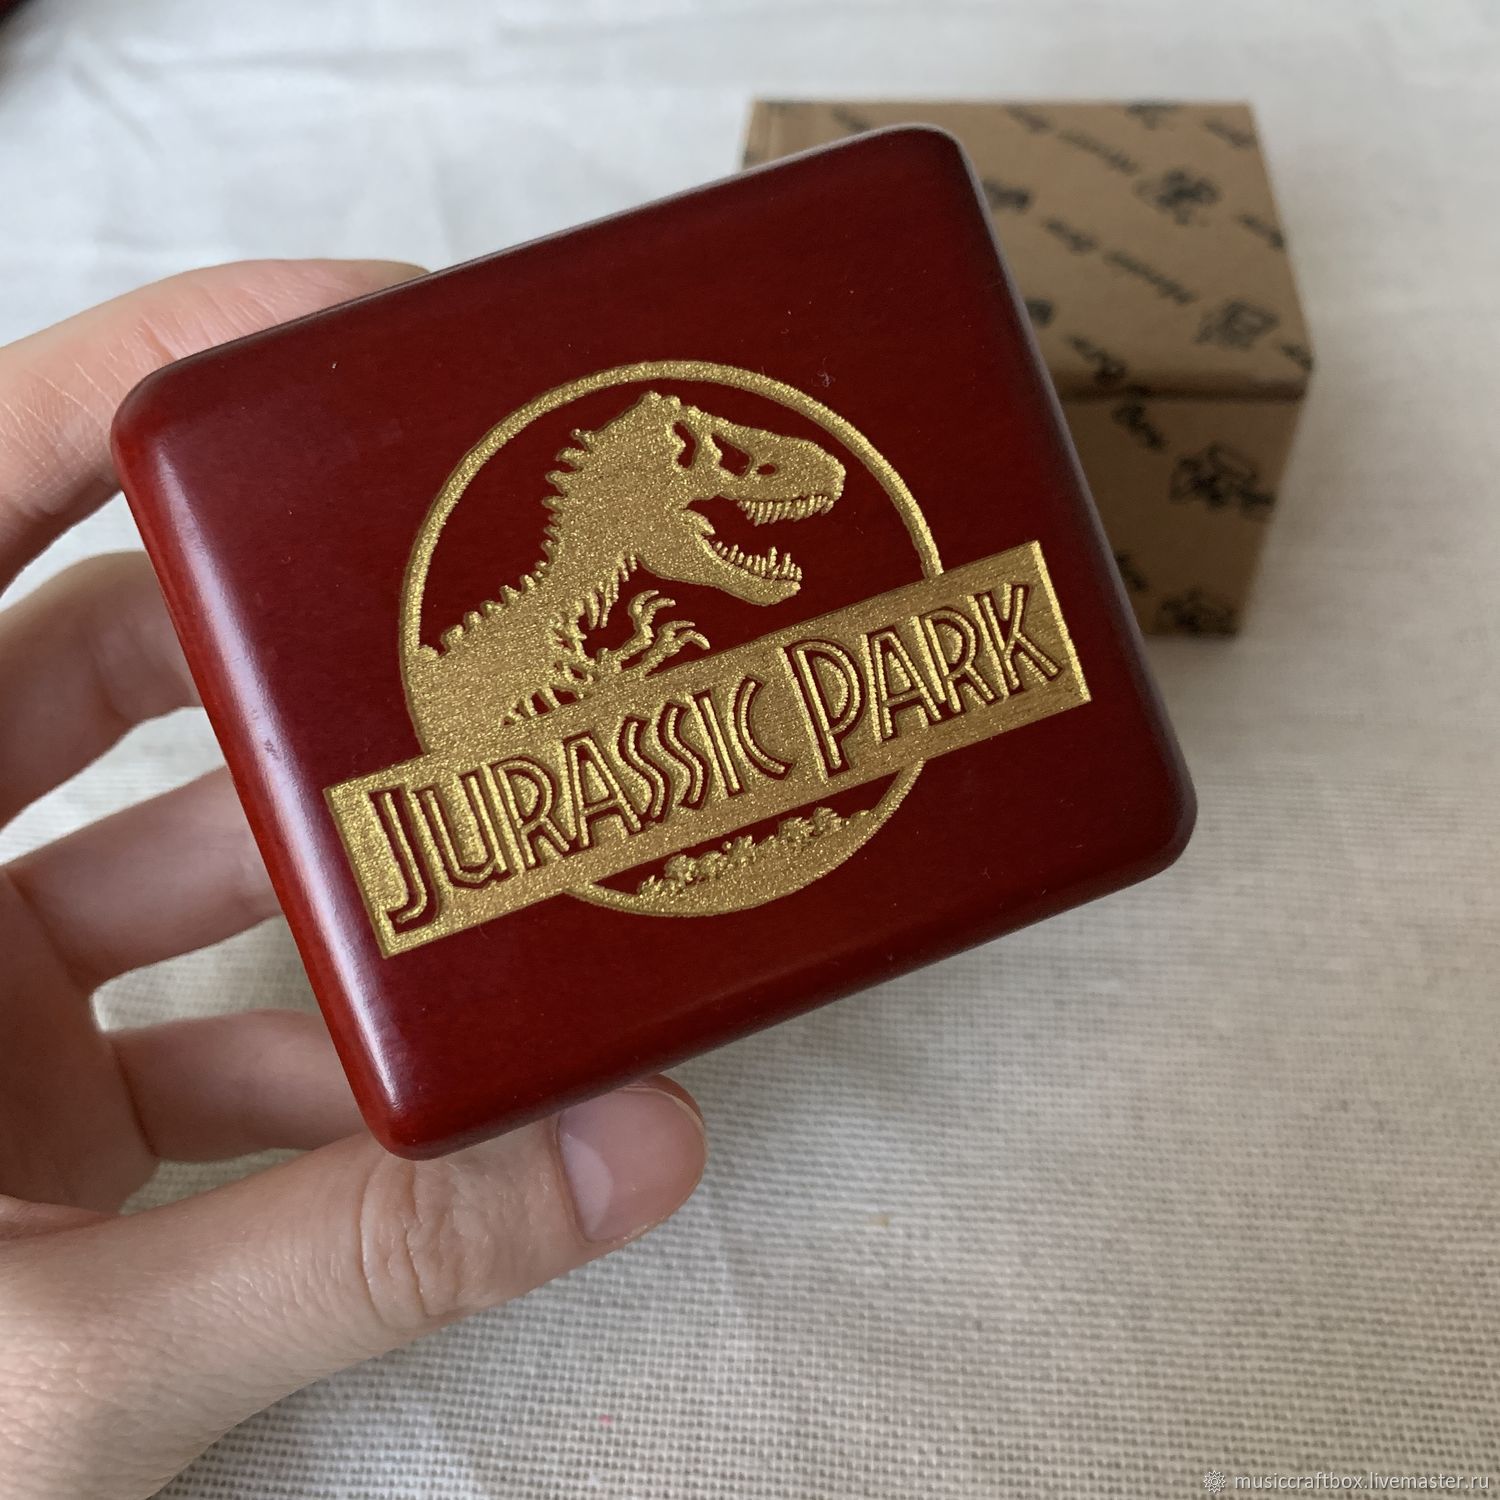 JURASSIC PARK
musiccraftbox.livemaster.ru